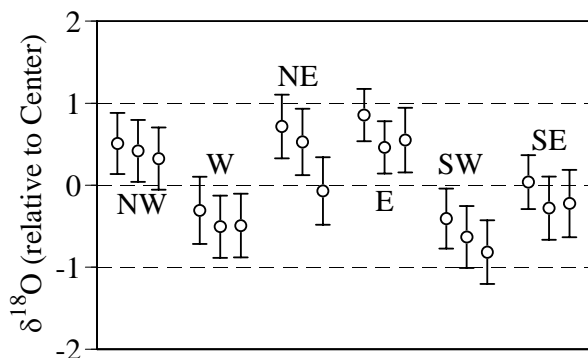 δ¹⁸O (relative to Center)
2
1
0
-1
-2
NW
W
NE
E
SW
SE